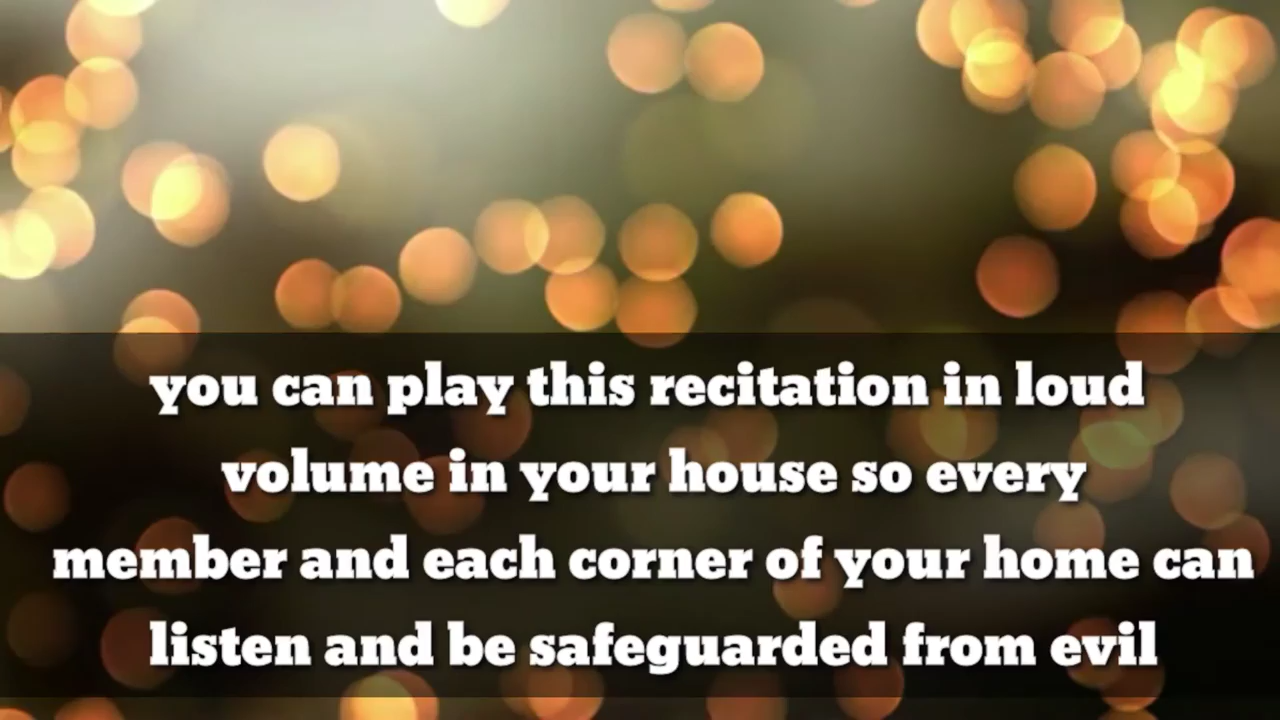 you can play this recitation in loud
volume in your house so every
member and each corner of your home can
listen and be safeguarded from evil